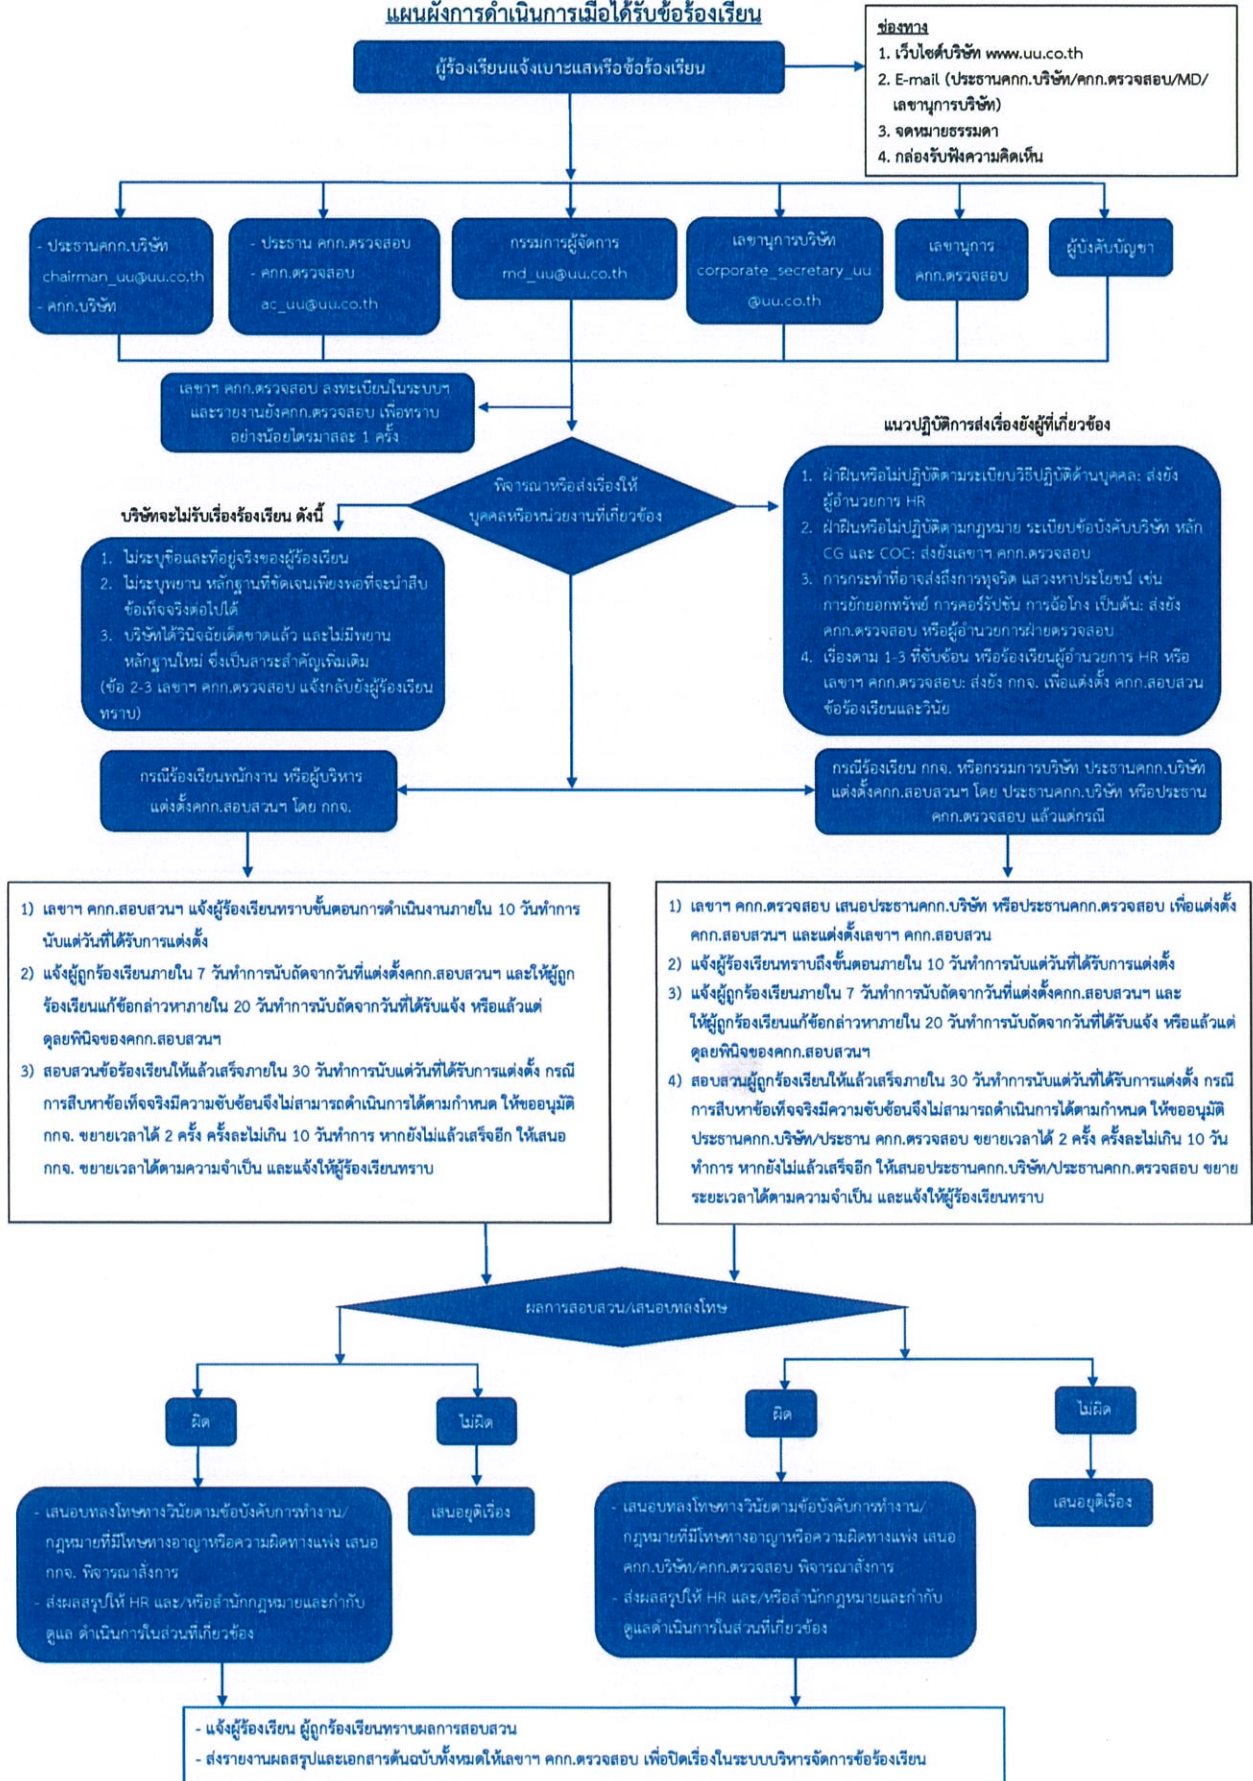 แผนผังการดำเนินการเมื่อได้รับข้อร้องเรียน
ผู้ร้องเรียนแจ้งเบาะแสหรือข้อร้องเรียน
ช่องทาง
1. เว็บไซต์บริษัท www.uu.co.th
2. E-mail (ประธานคกก.บริษัท/คกก.ตรวจสอบ/MD/
เลขานุการบริษัท)
3. จดหมายธรรมดา
4. กล่องรับฟังความคิดเห็น
- ประธานคกก.บริษัท
chairman_uu@uu.co.th
- คกก.บริษัท
- ประธาน คกก.ตรวจสอบ
- คกก.ตรวจสอบ
ac_uu@uu.co.th
กรรมการผู้จัดการ
md_uu@uu.co.th
เลขานุการบริษัท
corporate_secretary_uu
@uu.co.th
เลขานุการ
คกก.ตรวจสอบ
ผู้บังคับบัญชา
เลขาฯ คกก.ตรวจสอบ ลงทะเบียนในระบบฯ
และรายงานยังคกก.ตรวจสอบ เพื่อทราบ
อย่างน้อยไตรมาสละ 1 ครั้ง
พิจารณาหรือส่งเรื่องให้
บุคคลหรือหน่วยงานที่เกี่ยวข้อง
แนวปฏิบัติการส่งเรื่องยังผู้ที่เกี่ยวข้อง
1. ฝ่าฝืนหรือไม่ปฏิบัติตามระเบียบวิธีปฏิบัติด้านบุคคล: ส่งยัง
ผู้อำนวยการ HR
2. ฝ่าฝืนหรือไม่ปฏิบัติตามกฎหมาย ระเบียบข้อบังคับบริษัท หลัก
CG และ COC: ส่งยังเลขาฯ คกก.ตรวจสอบ
3. การกระทำที่อาจส่งถึงการทุจริต แสวงหาประโยชน์ เช่น
การยักยอกทรัพย์ การคอร์รัปชัน การฉ้อโกง เป็นต้น: ส่งยัง
คกก.ตรวจสอบ หรือผู้อำนวยการฝ่ายตรวจสอบ
4. เรื่องตาม 1-3 ที่ซับซ้อน หรือร้องเรียนผู้อำนวยการ HR หรือ
เลขาฯ คกก.ตรวจสอบ: ส่งยัง กกจ. เพื่อแต่งตั้ง คกก.สอบสวน
ข้อร้องเรียนและวินัย
บริษัทจะไม่รับเรื่องร้องเรียน ดังนี้
1. ไม่ระบุชื่อและที่อยู่จริงของผู้ร้องเรียน
2. ไม่ระบุพยาน หลักฐานที่ชัดเจนเพียงพอที่จะนำสืบ
ข้อเท็จจริงต่อไปได้
3. บริษัทได้วินิจฉัยเด็ดขาดแล้ว และไม่มีพยาน
หลักฐานใหม่ ซึ่งเป็นสาระสำคัญเพิ่มเติม
(ข้อ 2-3 เลขาฯ คกก.ตรวจสอบ แจ้งกลับยังผู้ร้องเรียน
ทราบ)
กรณีร้องเรียนพนักงาน หรือผู้บริหาร
แต่งตั้งคกก.สอบสวนฯ โดย กกจ.
กรณีร้องเรียน กกจ. หรือกรรมการบริษัท ประธานคกก.บริษัท
แต่งตั้งคกก.สอบสวนฯ โดย ประธานคกก.บริษัท หรือประธาน
คกก.ตรวจสอบ แล้วแต่กรณี
1) เลขาฯ คกก.สอบสวนฯ แจ้งผู้ร้องเรียนทราบขั้นตอนการดำเนินงานภายใน 10 วันทำการ
นับแต่วันที่ได้รับการแต่งตั้ง
2) แจ้งผู้ถูกร้องเรียนภายใน 7 วันทำการนับถัดจากวันที่แต่งตั้งคกก.สอบสวนฯ และให้ผู้ถูก
ร้องเรียนแก้ข้อกล่าวหาภายใน 20 วันทำการนับถัดจากวันที่ได้รับแจ้ง หรือแล้วแต่
ดุลยพินิจของคกก.สอบสวนฯ
3) สอบสวนข้อร้องเรียนให้แล้วเสร็จภายใน 30 วันทำการนับแต่วันที่ได้รับการแต่งตั้ง กรณี
การสืบหาข้อเท็จจริงมีความซับซ้อนจึงไม่สามารถดำเนินการได้ตามกำหนด ให้ขออนุมัติ
กกจ. ขยายเวลาได้ 2 ครั้ง ครั้งละไม่เกิน 10 วันทำการ หากยังไม่แล้วเสร็จอีก ให้เสนอ
กกจ. ขยายเวลาได้ตามความจำเป็น และแจ้งให้ผู้ร้องเรียนทราบ
1) เลขาฯ คกก.ตรวจสอบ เสนอประธานคกก.บริษัท หรือประธานคกก.ตรวจสอบ เพื่อแต่งตั้ง
คกก.สอบสวนฯ และแต่งตั้งเลขาฯ คกก.สอบสวน
2) แจ้งผู้ร้องเรียนทราบถึงขั้นตอนภายใน 10 วันทำการนับแต่วันที่ได้รับการแต่งตั้ง
3) แจ้งผู้ถูกร้องเรียนภายใน 7 วันทำการนับถัดจากวันที่แต่งตั้งคกก.สอบสวนฯ และ
ให้ผู้ถูกร้องเรียนแก้ข้อกล่าวหาภายใน 20 วันทำการนับถัดจากวันที่ได้รับแจ้ง หรือแล้วแต่
ดุลยพินิจของคกก.สอบสวนฯ
4) สอบสวนผู้ถูกร้องเรียนให้แล้วเสร็จภายใน 30 วันทำการนับแต่วันที่ได้รับการแต่งตั้ง กรณี
การสืบหาข้อเท็จจริงมีความซับซ้อนจึงไม่สามารถดำเนินการได้ตามกำหนด ให้ขออนุมัติ
ประธานคกก.บริษัท/ประธาน คกก.ตรวจสอบ ขยายเวลาได้ 2 ครั้ง ครั้งละไม่เกิน 10 วัน
ทำการ หากยังไม่แล้วเสร็จอีก ให้เสนอประธานคกก.บริษัท/ประธานคกก.ตรวจสอบ ขยาย
ระยะเวลาได้ตามความจำเป็น และแจ้งให้ผู้ร้องเรียนทราบ
ผลการสอบสวน/เสนอบทลงโทษ
ผิด
ไม่ผิด
ผิด
ไม่ผิด
- เสนอบทลงโทษทางวินัยตามข้อบังคับการทำงาน/
กฎหมายที่มีโทษทางอาญาหรือความผิดทางแพ่ง เสนอ
กกจ. พิจารณาสั่งการ
- ส่งผลสรุปให้ HR และ/หรือสำนักกฎหมายและกำกับ
ดูแล ดำเนินการในส่วนที่เกี่ยวข้อง
เสนอยุติเรื่อง
- เสนอบทลงโทษทางวินัยตามข้อบังคับการทำงาน/
กฎหมายที่มีโทษทางอาญาหรือความผิดทางแพ่ง เสนอ
คกก.บริษัท/คกก.ตรวจสอบ พิจารณาสั่งการ
- ส่งผลสรุปให้ HR และ/หรือสำนักกฎหมายและกำกับ
ดูแลดำเนินการในส่วนที่เกี่ยวข้อง
เสนอยุติเรื่อง
- แจ้งผู้ร้องเรียน ผู้ถูกร้องเรียนทราบผลการสอบสวน
- ส่งรายงานผลสรุปและเอกสารต้นฉบับทั้งหมดให้เลขาฯ คกก.ตรวจสอบ เพื่อปิดเรื่องในระบบบริหารจัดการข้อร้องเรียน